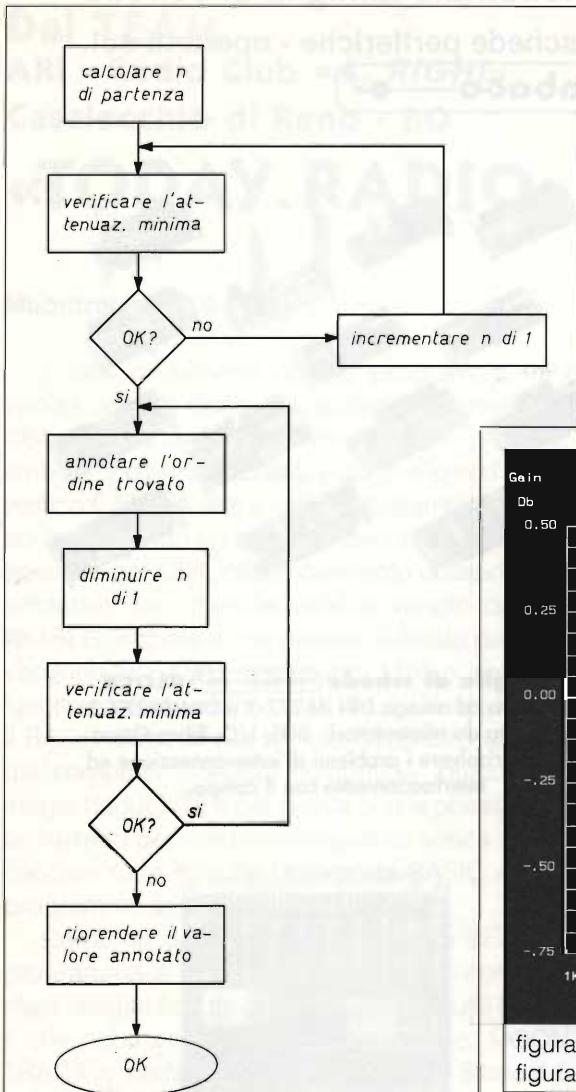 calcolare n
di partenza
verificare l'at-
tenuaz. minima
OK?
no
incrementare n di 1
si
annotare l'or-
dine trovato
diminuire n
di 1
verificare l'at-
tenuaz. minima
OK?
si
no
riprendere il va-
lore annotato
OK
Gain
Db
0.50
0.25
0.00
-.25
-.50
-.75
1K
figura
figura